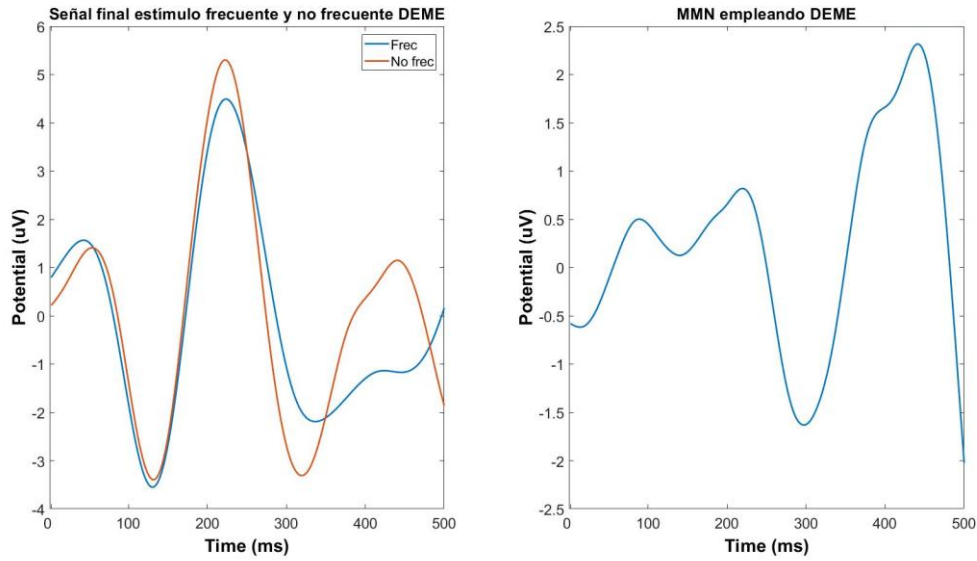 Señal final estímulo frecuente y no frecuente DEME
Frec
No frec
6
5
4
3
2
1
0
-1
-2
-3
-4
Potential (uV)
0 100 200 300 400 500
Time (ms)
MMN empleando DEME
2.5
2
1.5
1
0.5
0
-0.5
-1
-1.5
-2
-2.5
Potential (uV)
0 100 200 300 400 500
Time (ms)